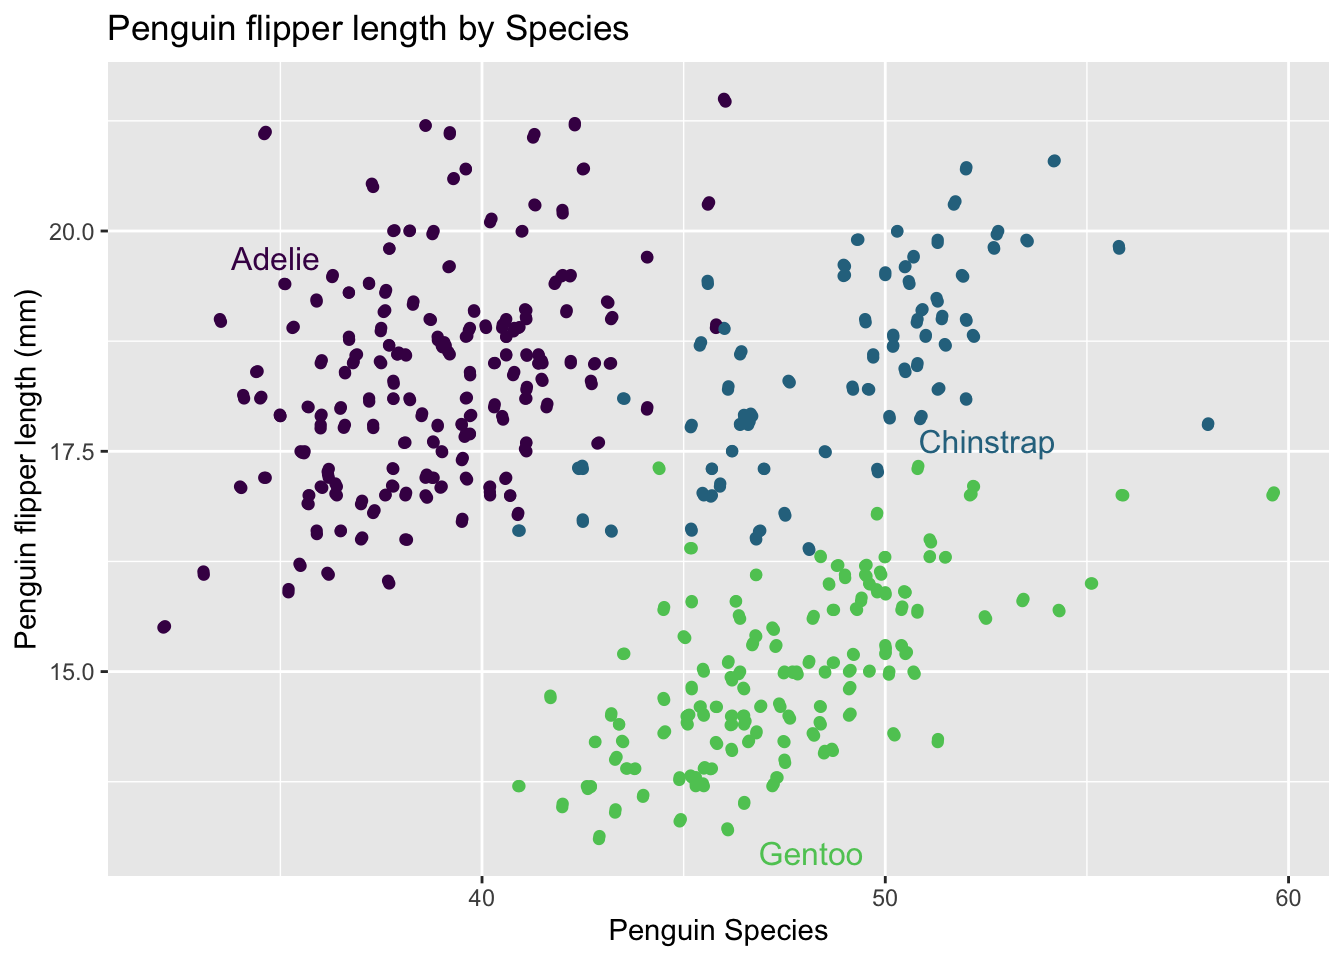 Penguin flipper length by Species
Penguin flipper length (mm)
20.0
17.5
15.0
Adelie
Chinstrap
Gentoo
40
50
60
Penguin Species